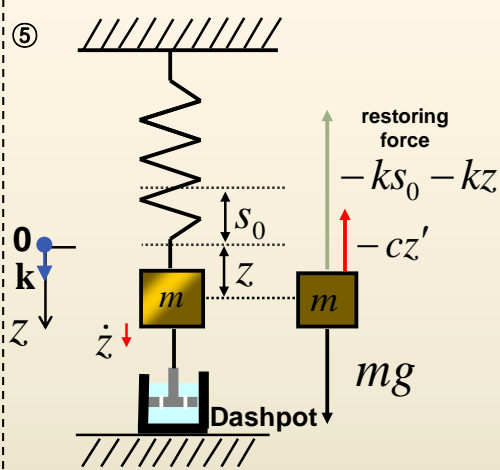 ⑤
restoring
force
− ks₀ − kz
s₀
− cz′
0
k
z
z
m
m
ż
mg
Dashpot